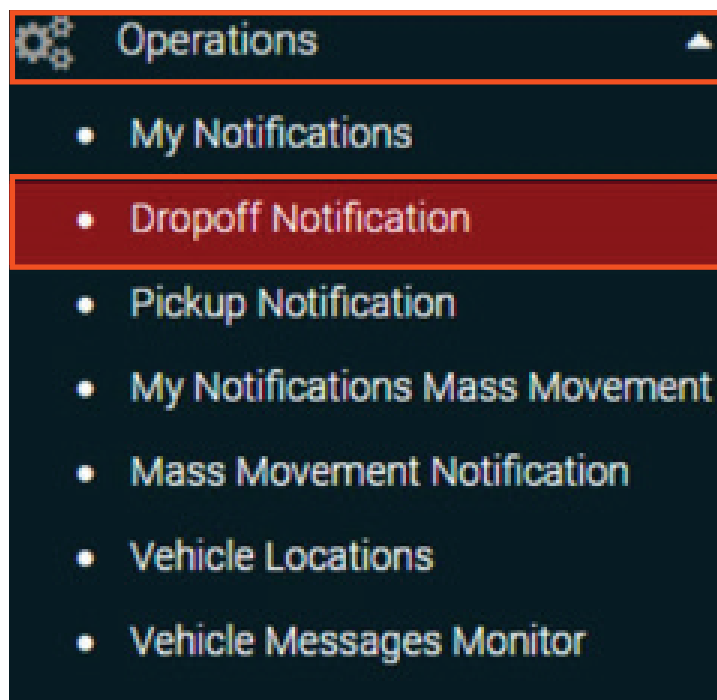 Operations
My Notifications
Dropoff Notification
Pickup Notification
My Notifications Mass Movement
Mass Movement Notification
Vehicle Locations
Vehicle Messages Monitor